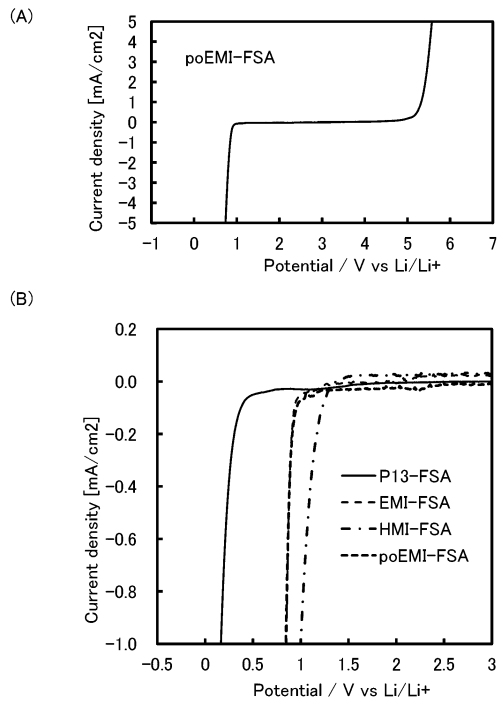 (A)
5
4
3
2
1
0
-1
-2
-3
-4
-5
Current density [mA/cm2]
poEMI-FSA
-1 0 1 2 3 4 5 6 7
Potential / V vs Li/Li+
(B)
0.2
0.0
-0.2
-0.4
-0.6
-0.8
-1.0
Current density [mA/cm2]
P13-FSA
EMI-FSA
HMI-FSA
poEMI-FSA
-0.5 0 0.5 1 1.5 2 2.5 3
Potential / V vs Li/Li+